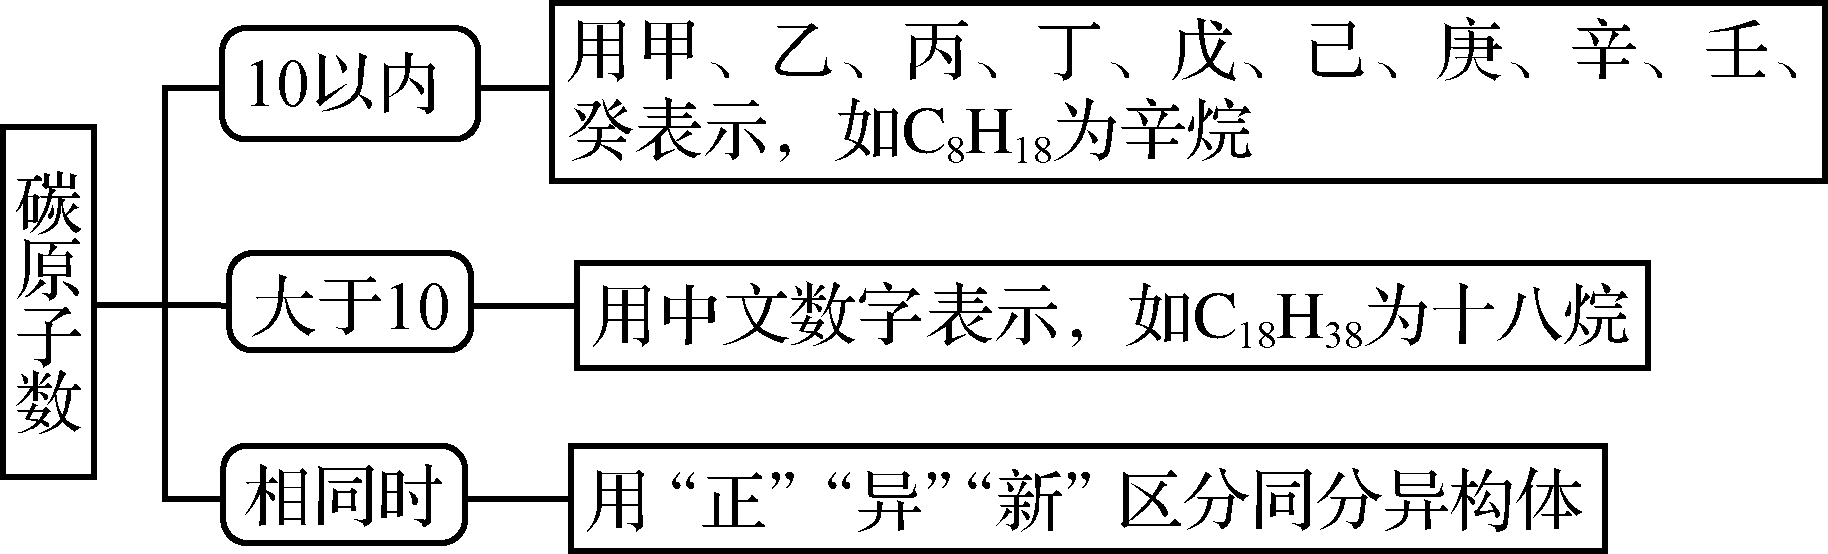 碳原子数
10以内
用甲、乙、丙、丁、戊、己、庚、辛、壬、
癸表示，如C₈H₁₈为辛烷
大于10
用中文数字表示，如C₁₈H₃₈为十八烷
相同时
用“正”“异”“新”区分同分异构体